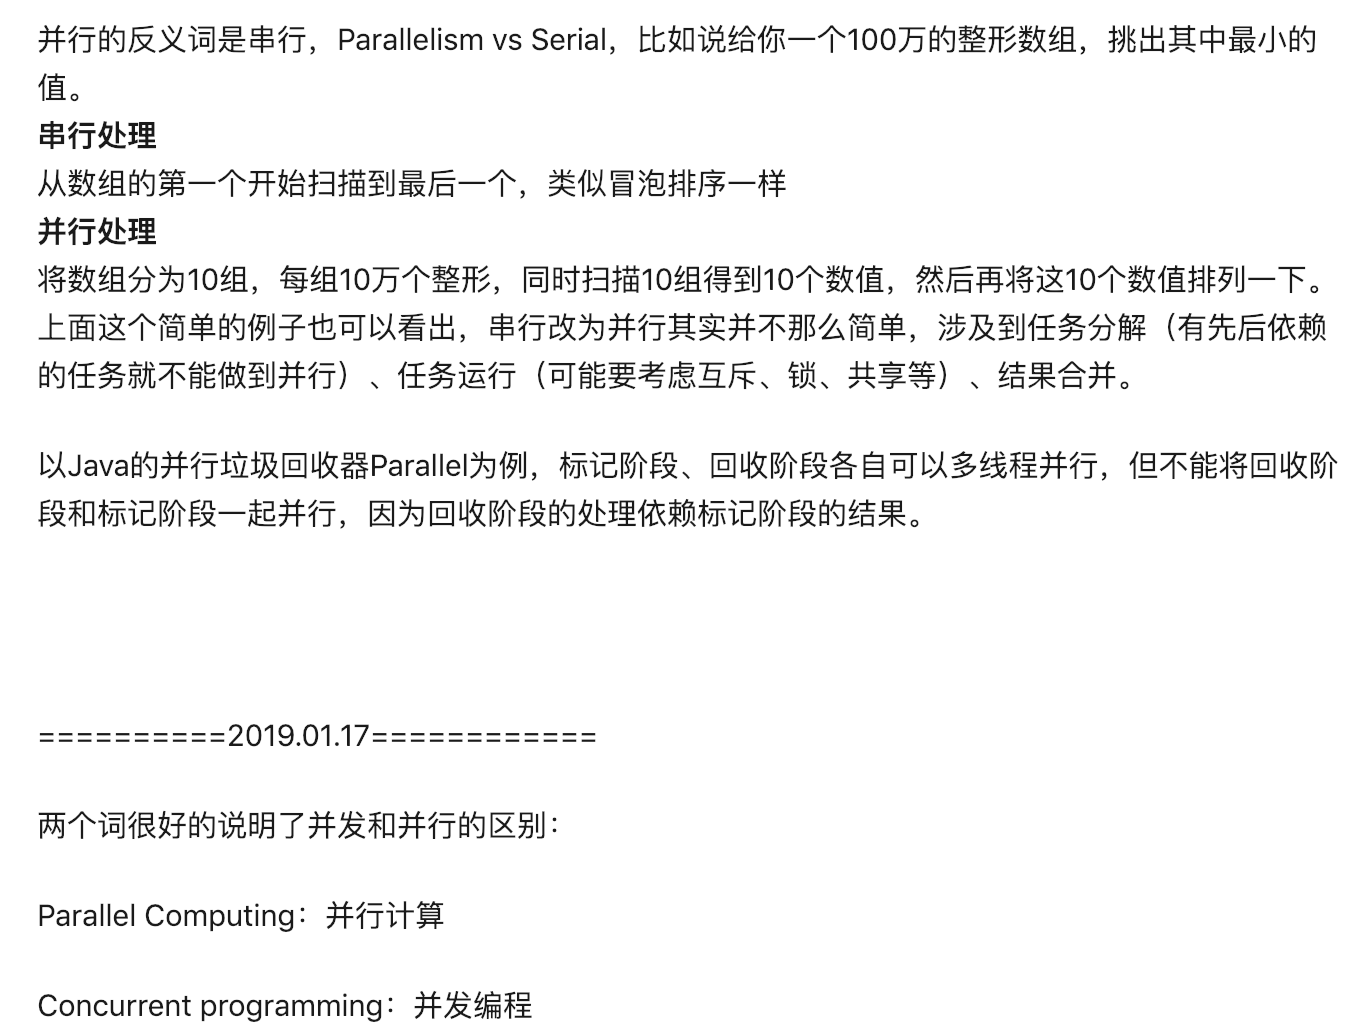 并行的反义词是串行，Parallelism vs Serial，比如说给你一个100万的整形数组，挑出其中最小的
值。
串行处理
从数组的第一个开始扫描到最后一个，类似冒泡排序一样
并行处理
将数组分为10组，每组10万个整形，同时扫描10组得到10个数值，然后再将这10个数值排列一下。
上面这个简单的例子也可以看出，串行改为并行其实并不那么简单，涉及到任务分解（有先后依赖
的任务就不能做到并行）、任务运行（可能要考虑互斥、锁、共享等）、结果合并。
以Java的并行垃圾回收器Parallel为例，标记阶段、回收阶段各自可以多线程并行，但不能将回收阶
段和标记阶段一起并行，因为回收阶段的处理依赖标记阶段的结果。
==========2019.01.17============
两个词很好的说明了并发和并行的区别：
Parallel Computing：并行计算
Concurrent programming：并发编程